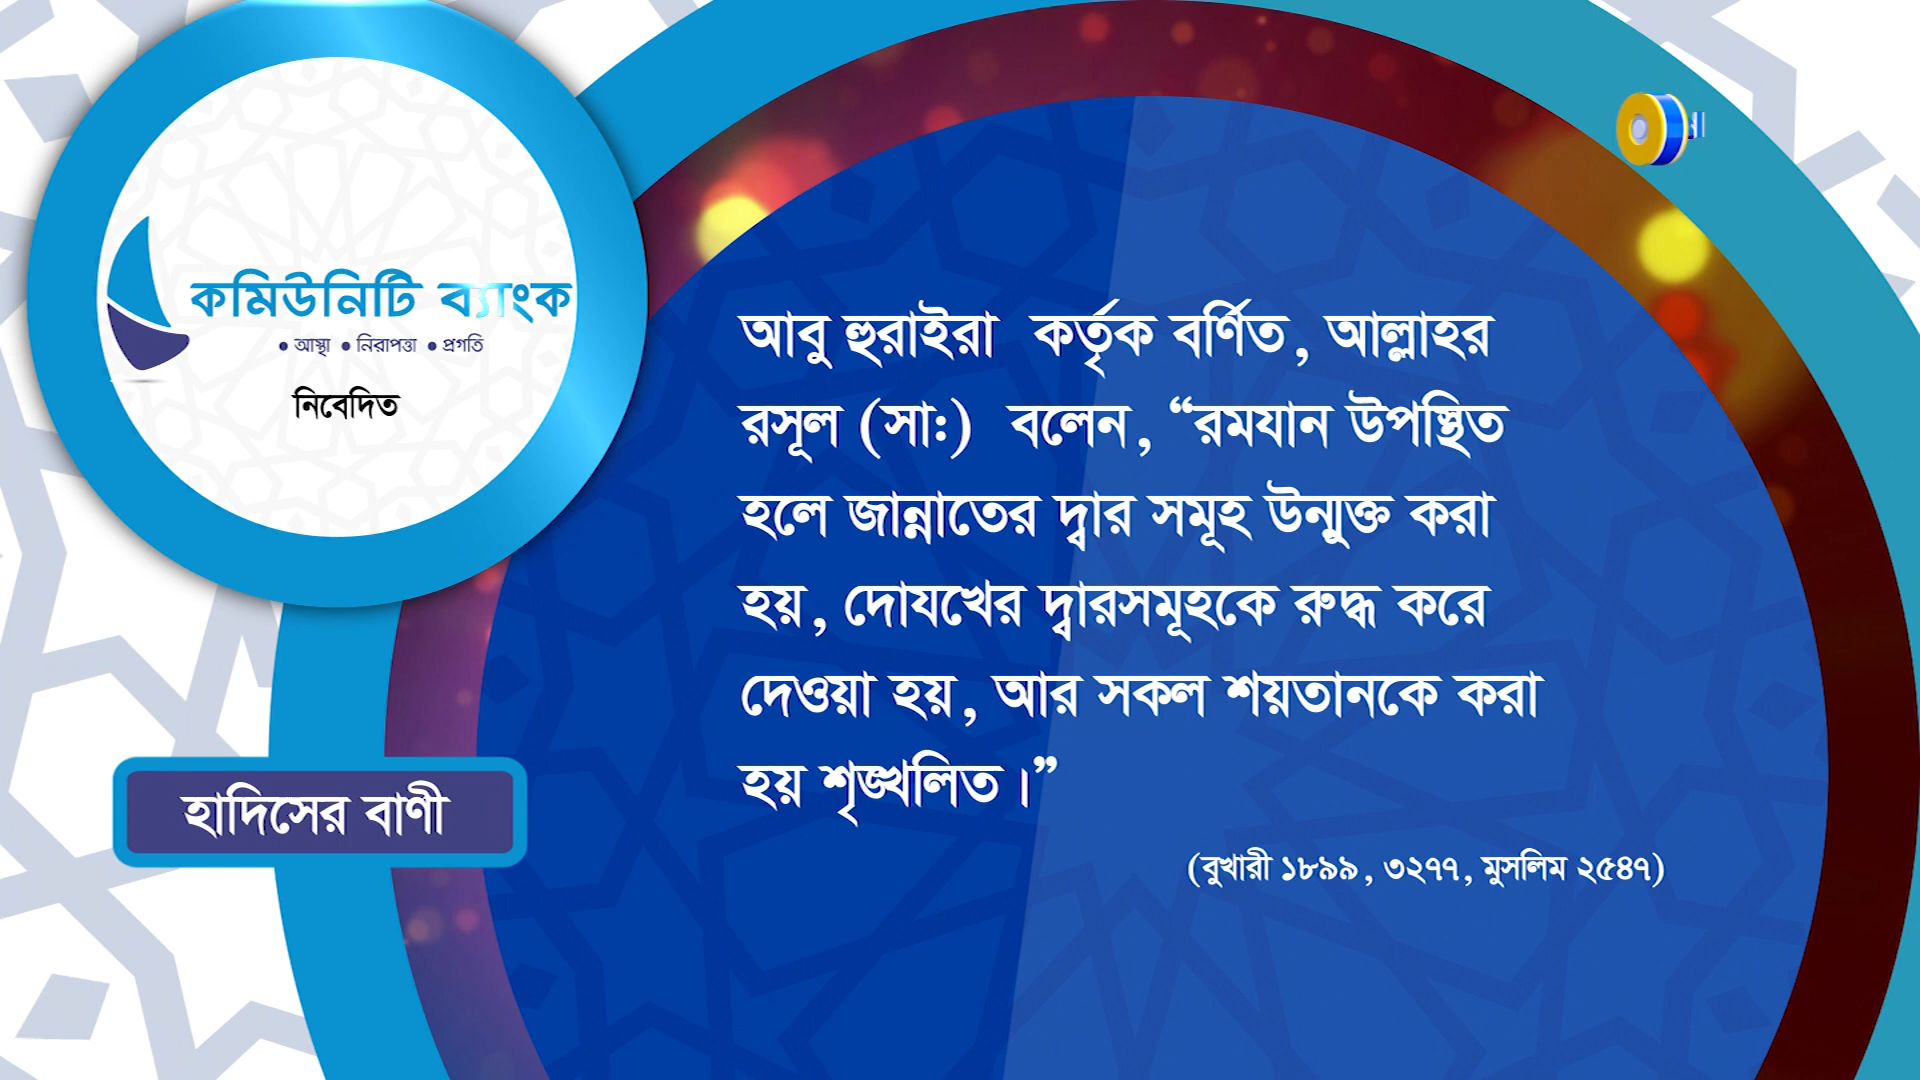 কমিউনিটি ব্যাংক
• আস্থা • নিরাপত্তা • প্রগতি
নিবেদিত
আবু হুরাইরা কর্তৃক বর্ণিত, আল্লাহর
রসূল (সাঃ) বলেন, “রমযান উপস্থিত
হলে জান্নাতের দ্বার সমূহ উন্মুক্ত করা
হয়, দোযখের দ্বারসমূহকে রুদ্ধ করে
দেওয়া হয়, আর সকল শয়তানকে করা
হয় শৃঙ্খলিত।”
(বুখারী ১৮৯৯, ৩২৭৭, মুসলিম ২৫৪৭)
হাদিসের বাণী